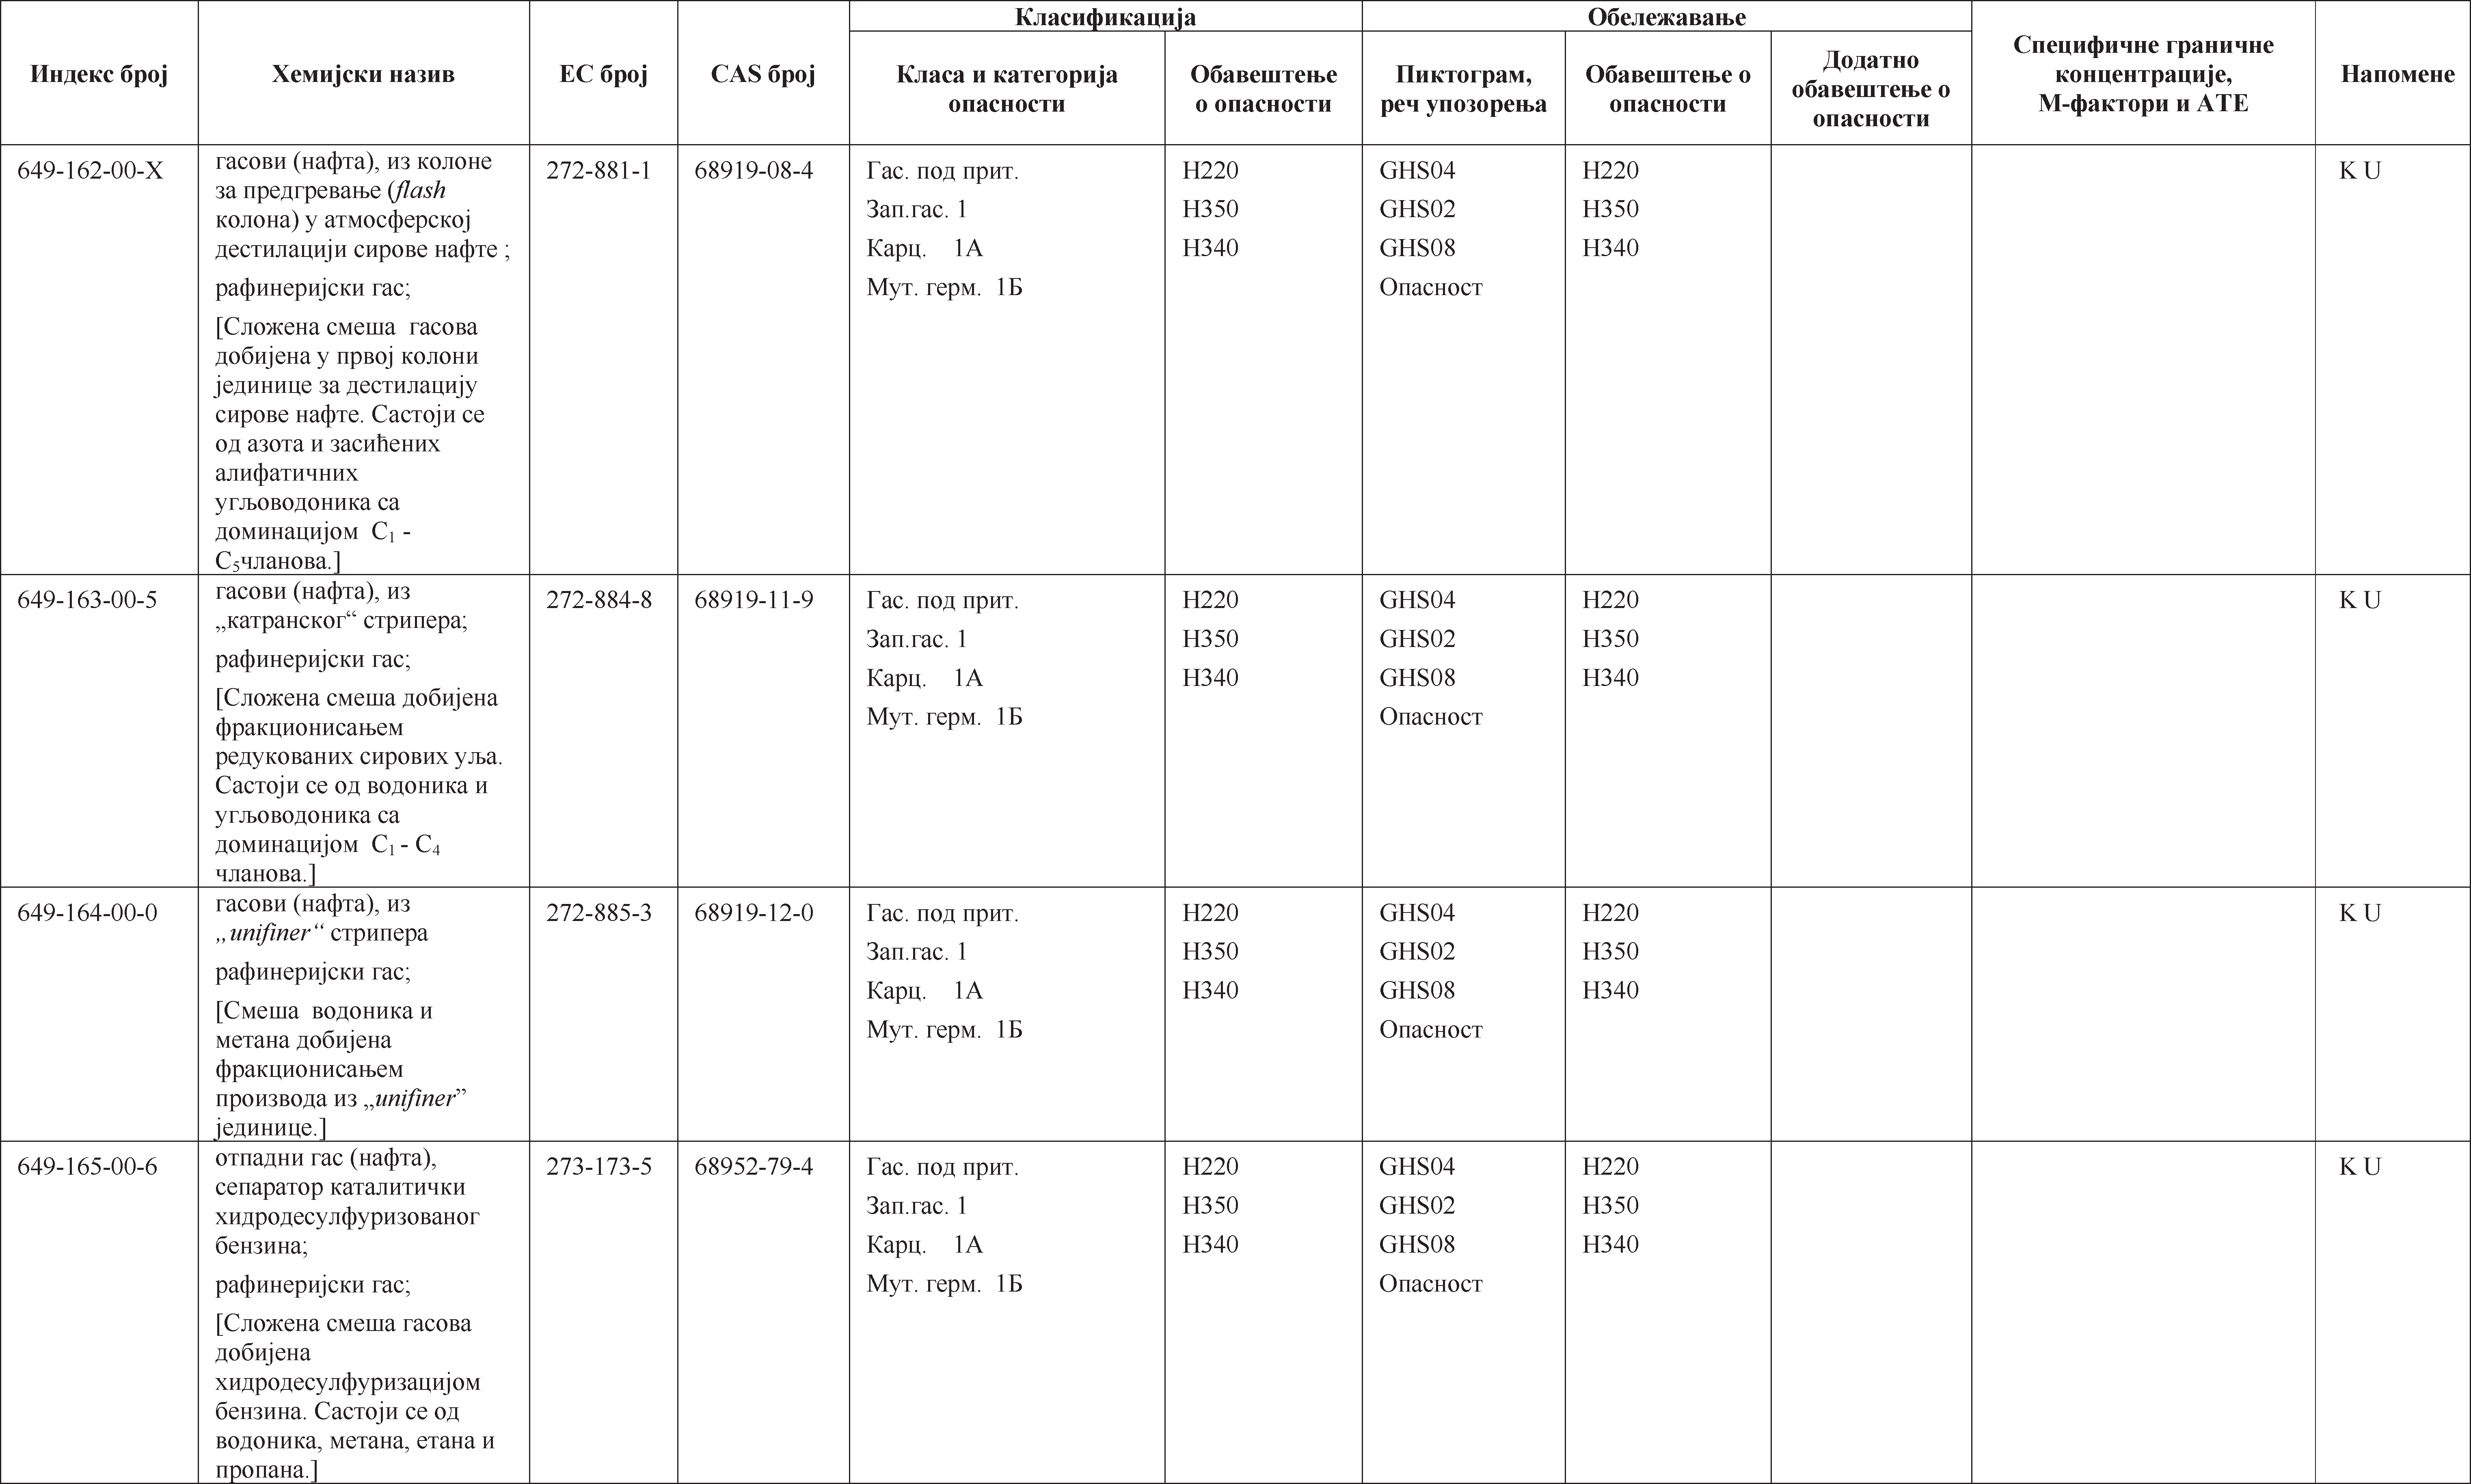 Индекс број
Хемијски назив
ЕС број
CAS број
Класификација
Обележавање
Класа и категорија
опасности
Обавештење
о опасности
Пиктограм,
реч упозорења
Обавештење о
опасности
Додатно
обавештење о
опасности
Специфичне граничне
концентрације,
М-фактори и АТЕ
Напомене
649-162-00-X
гасови (нафта), из колоне
за предгревање (flash
колона) у атмосферској
дестилацији сирове нафте ;
рафинеријски гас;
[Сложена смеша гасова
добијена у првој колони
јединице за дестилацију
сирове нафте. Састоји се
од азота и засићених
алифатичних
угљоводоника са
доминацијом C₁ -
C₅чланова.]
272-881-1
68919-08-4
Гас. под прит.
Зап.гас. 1
Карц. 1А
Мут. герм. 1Б
H220
H350
H340
GHS04
GHS02
GHS08
Опасност
H220
H350
H340
K U
649-163-00-5
гасови (нафта), из
„катранског“ стрипера;
рафинеријски гас;
[Сложена смеша добијена
фракционисањем
редукованих сирових уља.
Састоји се од водоника и
угљоводоника са
доминацијом C₁ - C₄
чланова.]
272-884-8
68919-11-9
Гас. под прит.
Зап.гас. 1
Карц. 1А
Мут. герм. 1Б
H220
H350
H340
GHS04
GHS02
GHS08
Опасност
H220
H350
H340
K U
649-164-00-0
гасови (нафта), из
„unifiner“ стрипера
рафинеријски гас;
[Смеша водоника и
метана добијена
фракционисањем
производа из „unifiner”
јединице.]
272-885-3
68919-12-0
Гас. под прит.
Зап.гас. 1
Карц. 1А
Мут. герм. 1Б
H220
H350
H340
GHS04
GHS02
GHS08
Опасност
H220
H350
H340
K U
649-165-00-6
отпадни гас (нафта),
сепаратор каталитички
хидродесулфуризованог
бензина;
рафинеријски гас;
[Сложена смеша гасова
добијена
хидродесулфуризацијом
бензина. Састоји се од
водоника, метана, етана и
пропана.]
273-173-5
68952-79-4
Гас. под прит.
Зап.гас. 1
Карц. 1А
Мут. герм. 1Б
H220
H350
H340
GHS04
GHS02
GHS08
Опасност
H220
H350
H340
K U